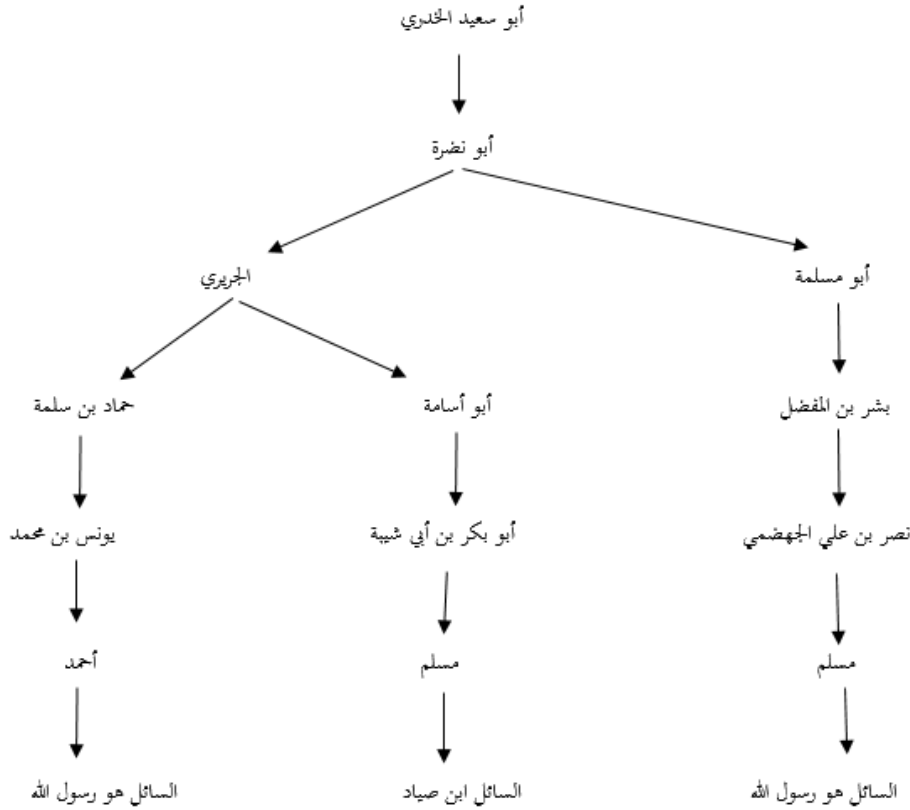 أبو سعيد الخدري
أبو نضرة
أبو مسلمة
الجريري
بشر بن المفضل
أبو أسامة
حماد بن سلمة
نصر بن علي الجهضمي
أبو بكر بن أبي شيبة
يونس بن محمد
مسلم
مسلم
أحمد
السائل هو رسول الله
السائل ابن صياد
السائل هو رسول الله